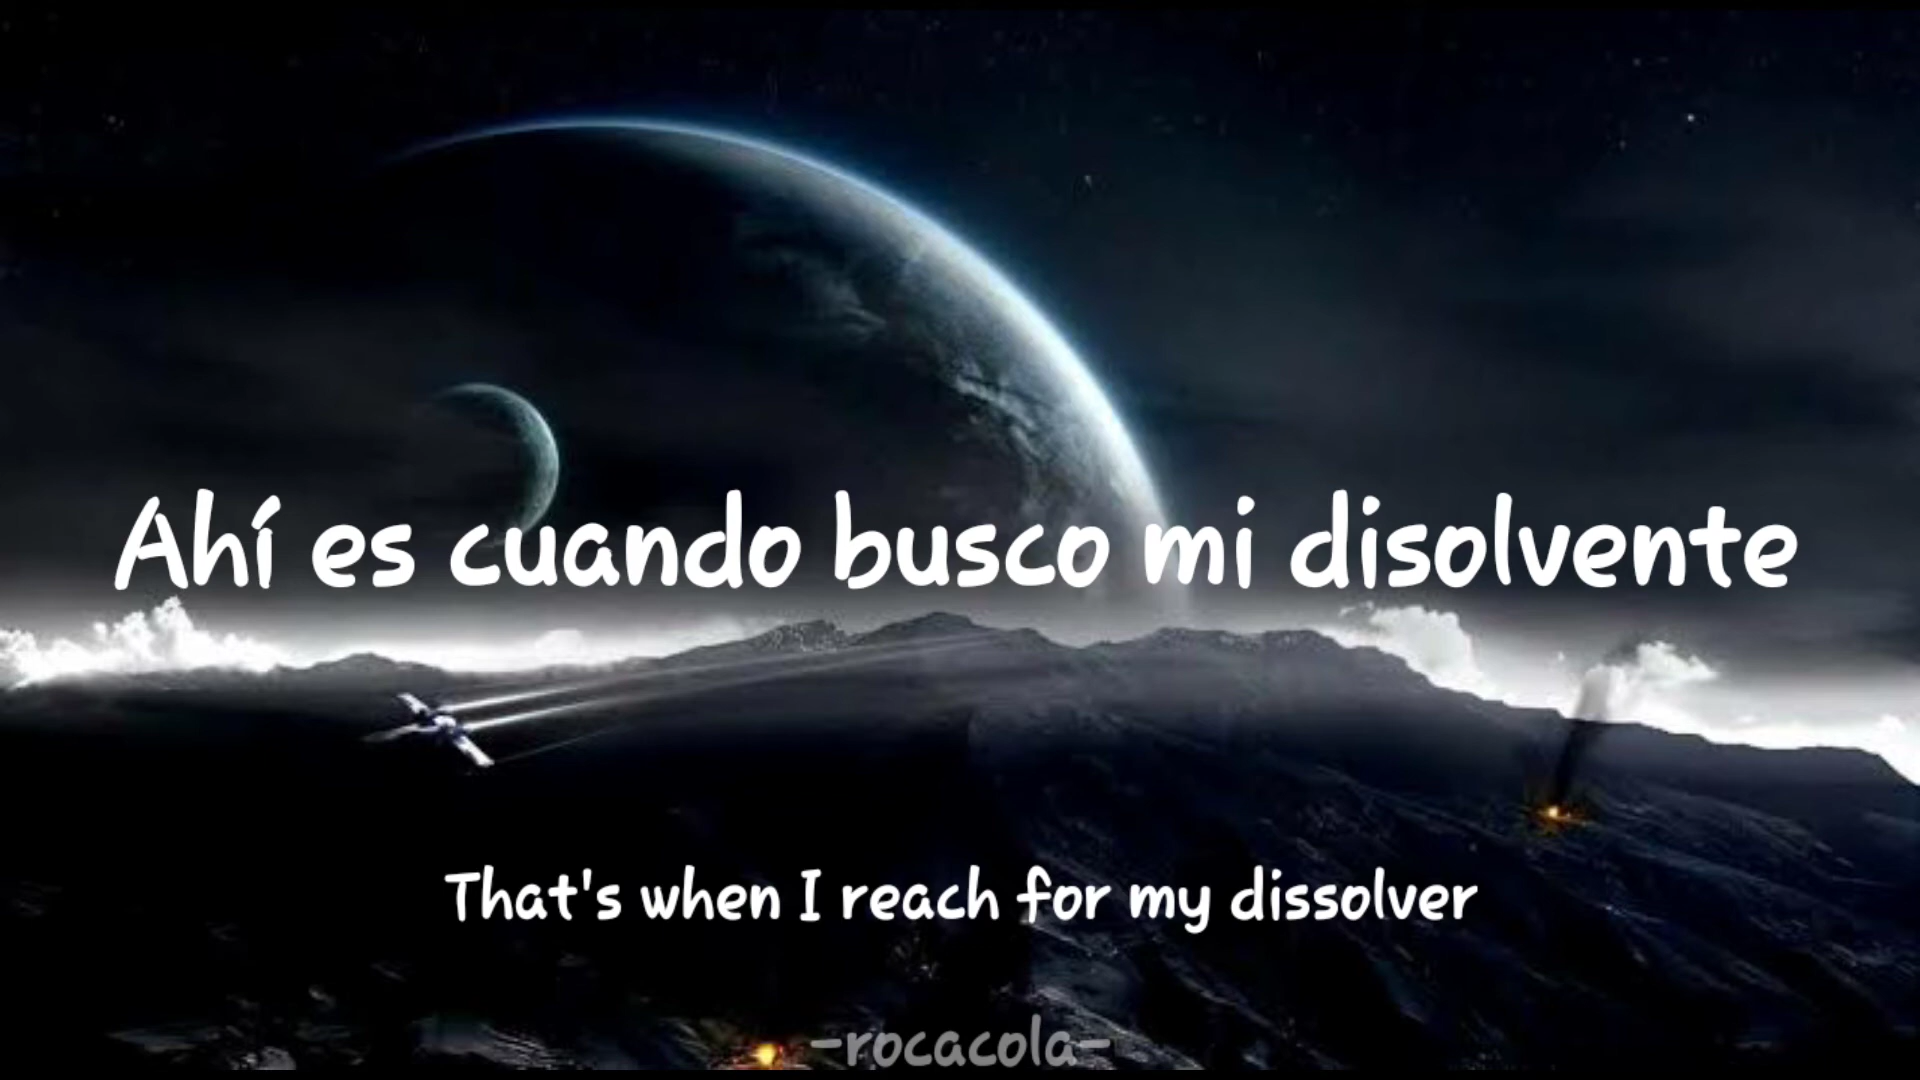 Ahí es cuando busco mi disolvente
That's when I reach for my dissolver
-rocacola-